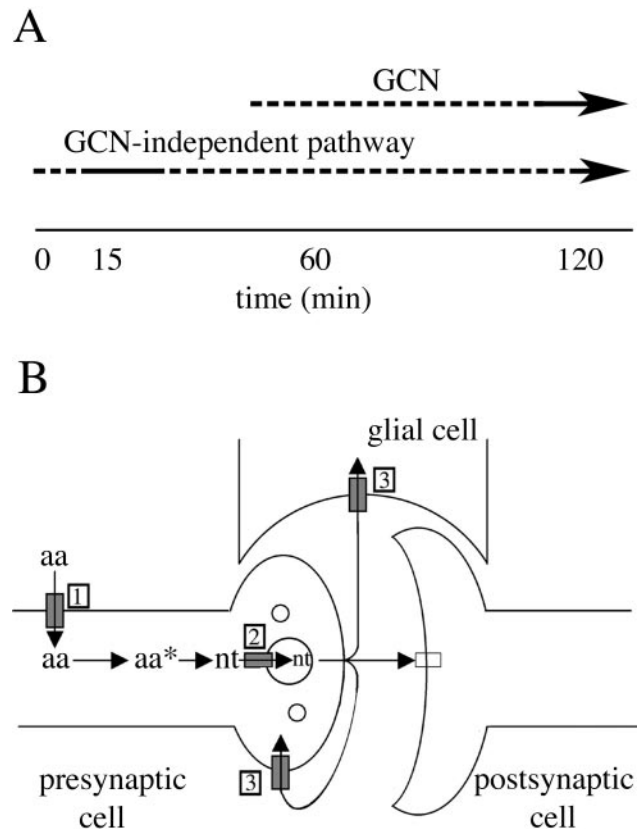 A
GCN
GCN-independent pathway
0 15 60 120
time (min)
B
glial cell
3
aa
1
2
aa aa* nt nt
3
presynaptic
cell
postsynaptic
cell